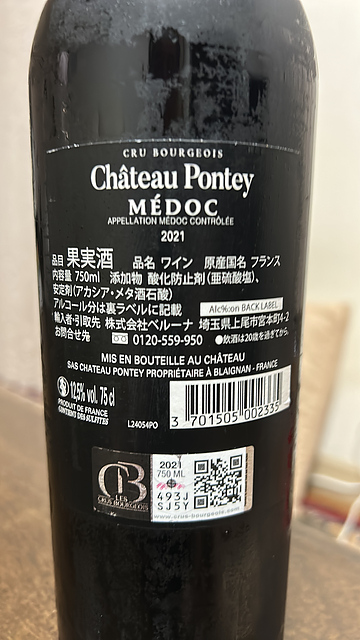 CRU BOURGEOIS
Château Pontey
MÉDOC
APPELLATION MÉDOC CONTRÔLÉE
2021
品目 果実酒 品名 ワイン 原産国名 フランス
内容量 750ml 添加物 酸化防止剤(亜硫酸塩)、
安定剤(アカシア・メタ酒石酸)
アルコール分は裏ラベルに記載 Alc%:on BACK LABEL
輸入者・引取先 株式会社ベルーナ 埼玉県上尾市宮本町4-2
お問合せ先 0120-559-950 ●飲酒は20歳を過ぎてから。
MIS EN BOUTEILLE AU CHÂTEAU
SAS CHATEAU PONTEY PROPRIÉTAIRE À BLAIGNAN - FRANCE
12,5% vol. 75 cl
PRODUIT DE FRANCE
CONTIENT DES SULFITES
L24054PO
3 701505 002335
CB
LES
CRUS BOURGEOIS
2021
750 ML
493J
SJ5Y
www.crus-bourgeois.com